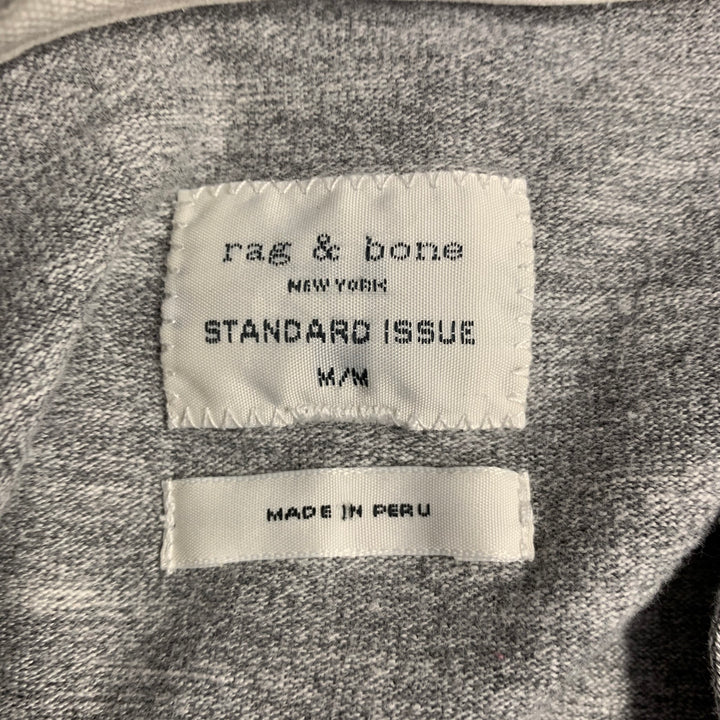 rag & bone
NEW YORK
STANDARD ISSUE
M/M
MADE IN PERU